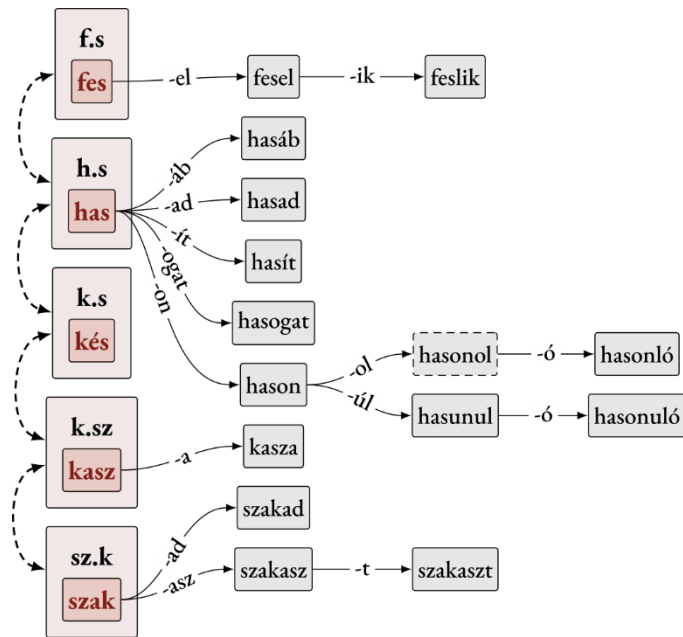 f.s
fes -el fesel -ik feslik
h.s
has
-áb hasáb
-ad hasad
-ít hasít
-ogat hasogat
-on hason
-ol hasonol -ó hasonló
-úl hasunul -ó hasonuló
k.s
kés
k.sz
kasz -a kasza
sz.k
szak
-ad szakad
-asz szakasz -t szakaszt